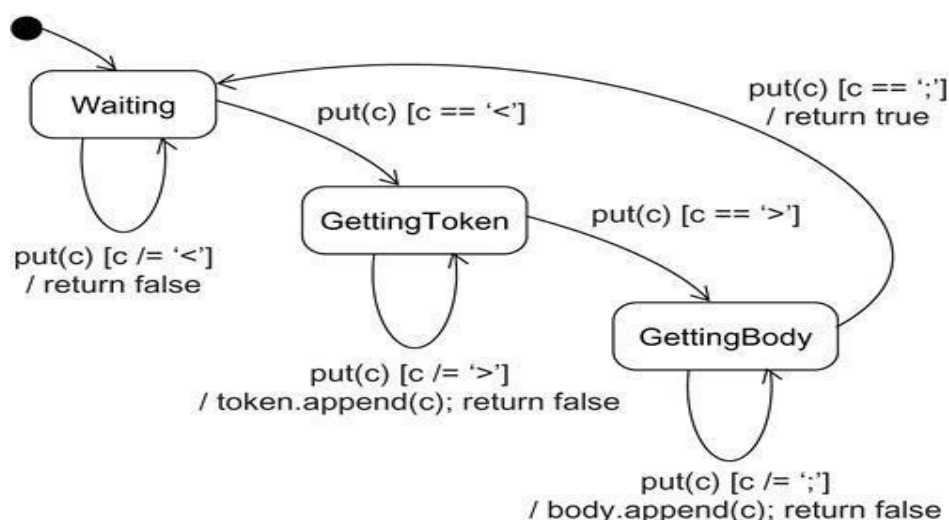 Waiting
put(c) [c == ‘<’]
put(c) [c == ‘;’]
/ return true
GettingToken
put(c) [c == ‘>’]
put(c) [c /= ‘<’]
/ return false
GettingBody
put(c) [c /= ‘>’]
/ token.append(c); return false
put(c) [c /= ‘;’]
/ body.append(c); return false